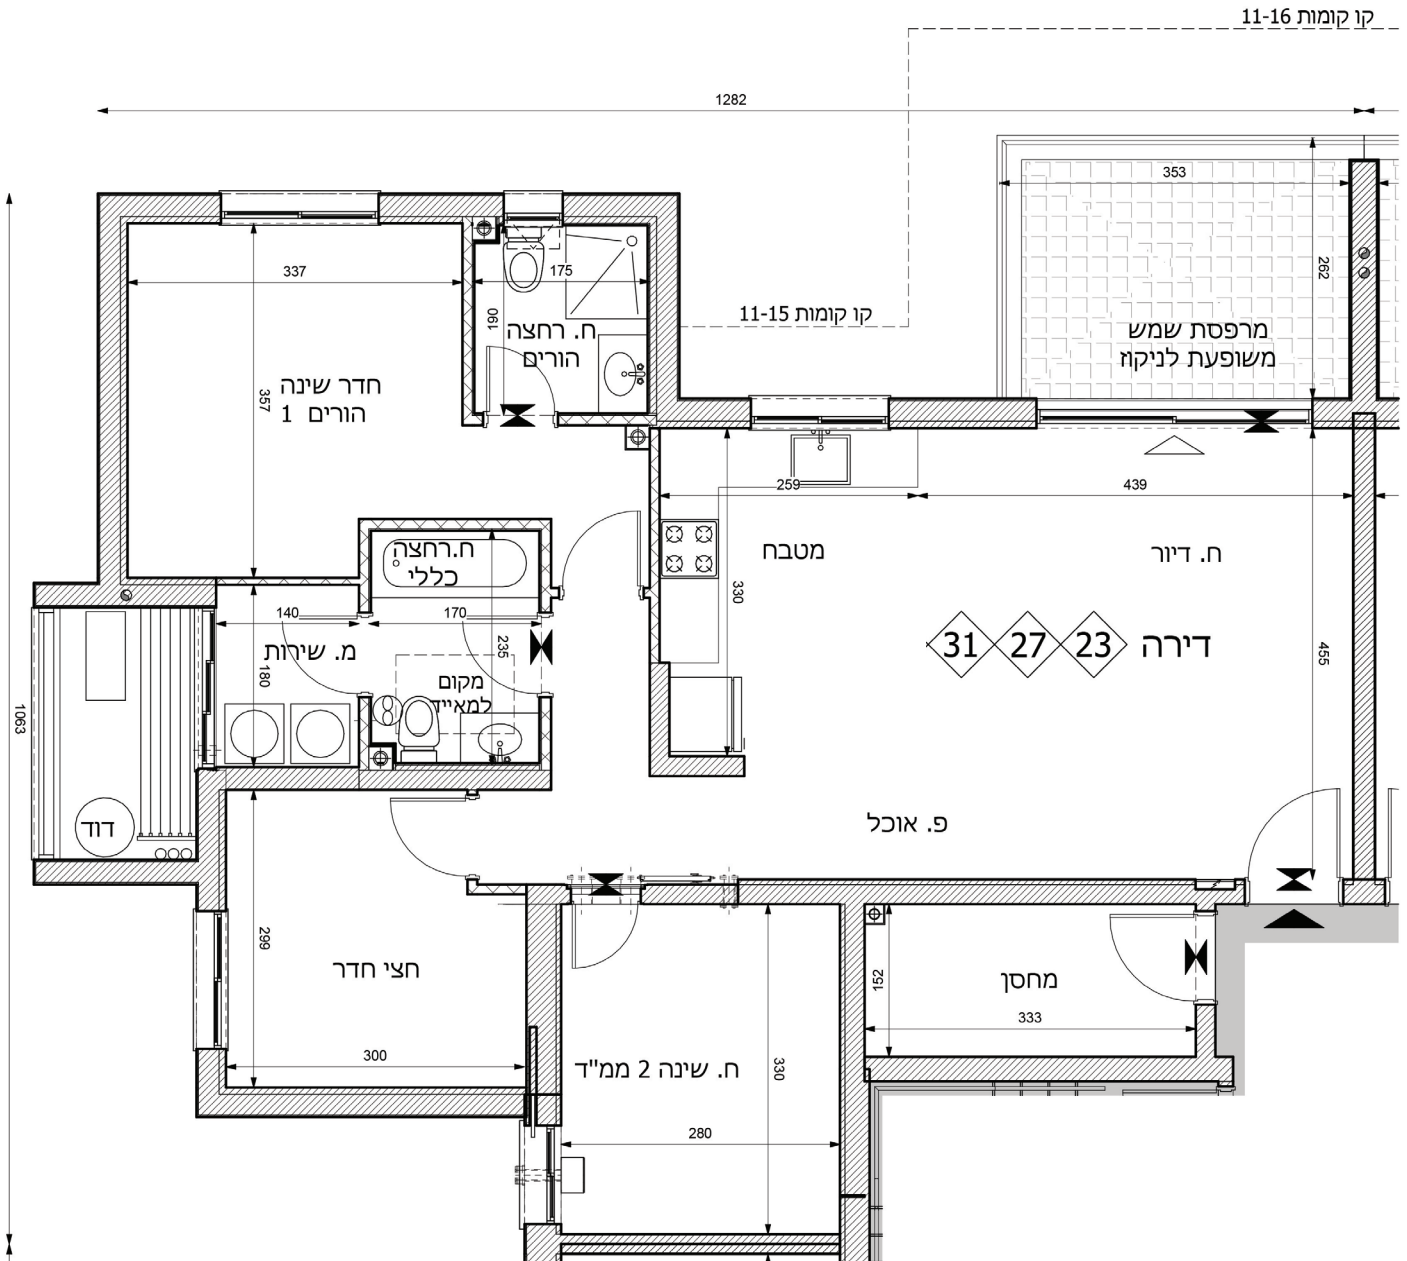 קו קומות 11-16
1282
353
262
מרפסת שמש
משופעת לניקוז
קו קומות 11-15
337
357
חדר שינה
הורים 1
175
190
ח. רחצה
הורים
259
439
מטבח
330
ח. דיור
455
דירה 23 27 31
ח.רחצה
כללי
170
235
מקום
למאייד
140
מ. שירות
180
1063
דוד
פ. אוכל
299
חצי חדר
300
ח. שינה 2 ממ"ד
330
280
152
מחסן
333